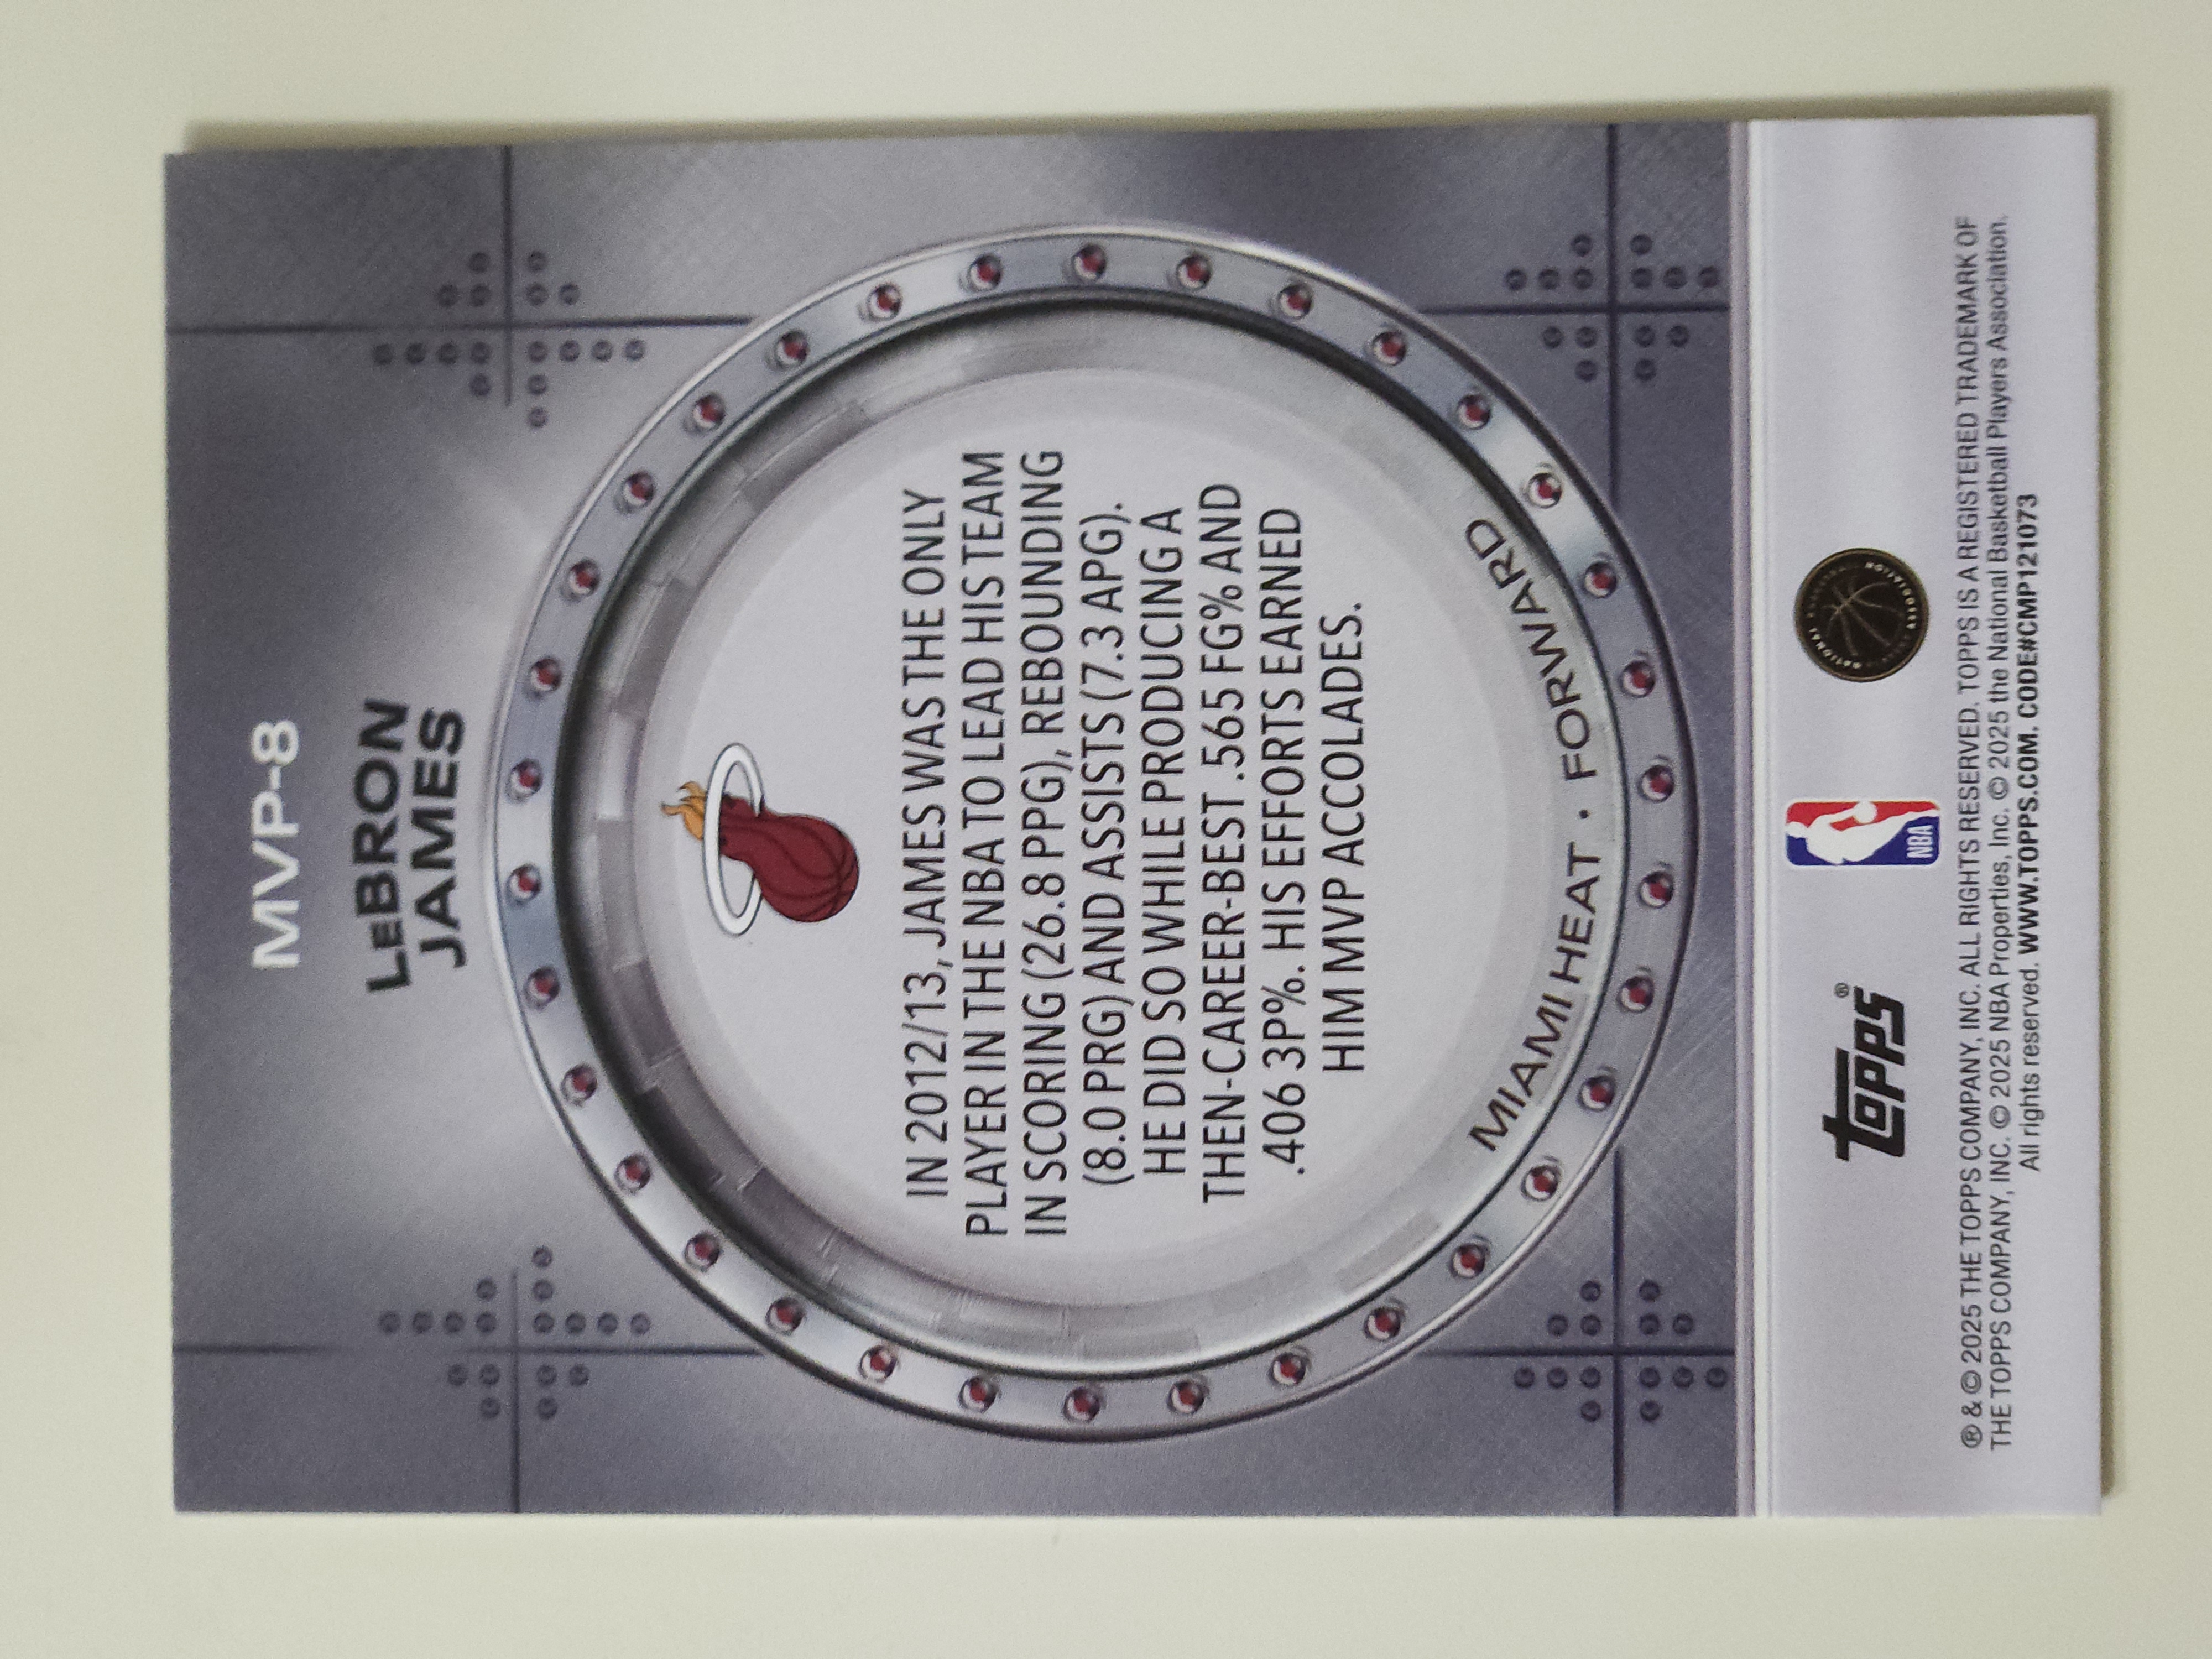 MVP-8
LeBRON
JAMES
IN 2012/13, JAMES WAS THE ONLY
PLAYER IN THE NBA TO LEAD HIS TEAM
IN SCORING (26.8 PPG), REBOUNDING
(8.0 PRG) AND ASSISTS (7.3 APG).
HE DID SO WHILE PRODUCING A
THEN-CAREER-BEST .565 FG% AND
.406 3P%. HIS EFFORTS EARNED
HIM MVP ACCOLADES.
MIAMI HEAT · FORWARD
topps®
NBA
® & © 2025 THE TOPPS COMPANY, INC. ALL RIGHTS RESERVED. TOPPS IS A REGISTERED TRADEMARK OF
THE TOPPS COMPANY, INC. © 2025 NBA Properties, Inc. © 2025 the National Basketball Players Association.
All rights reserved. WWW.TOPPS.COM. CODE#CMP121073